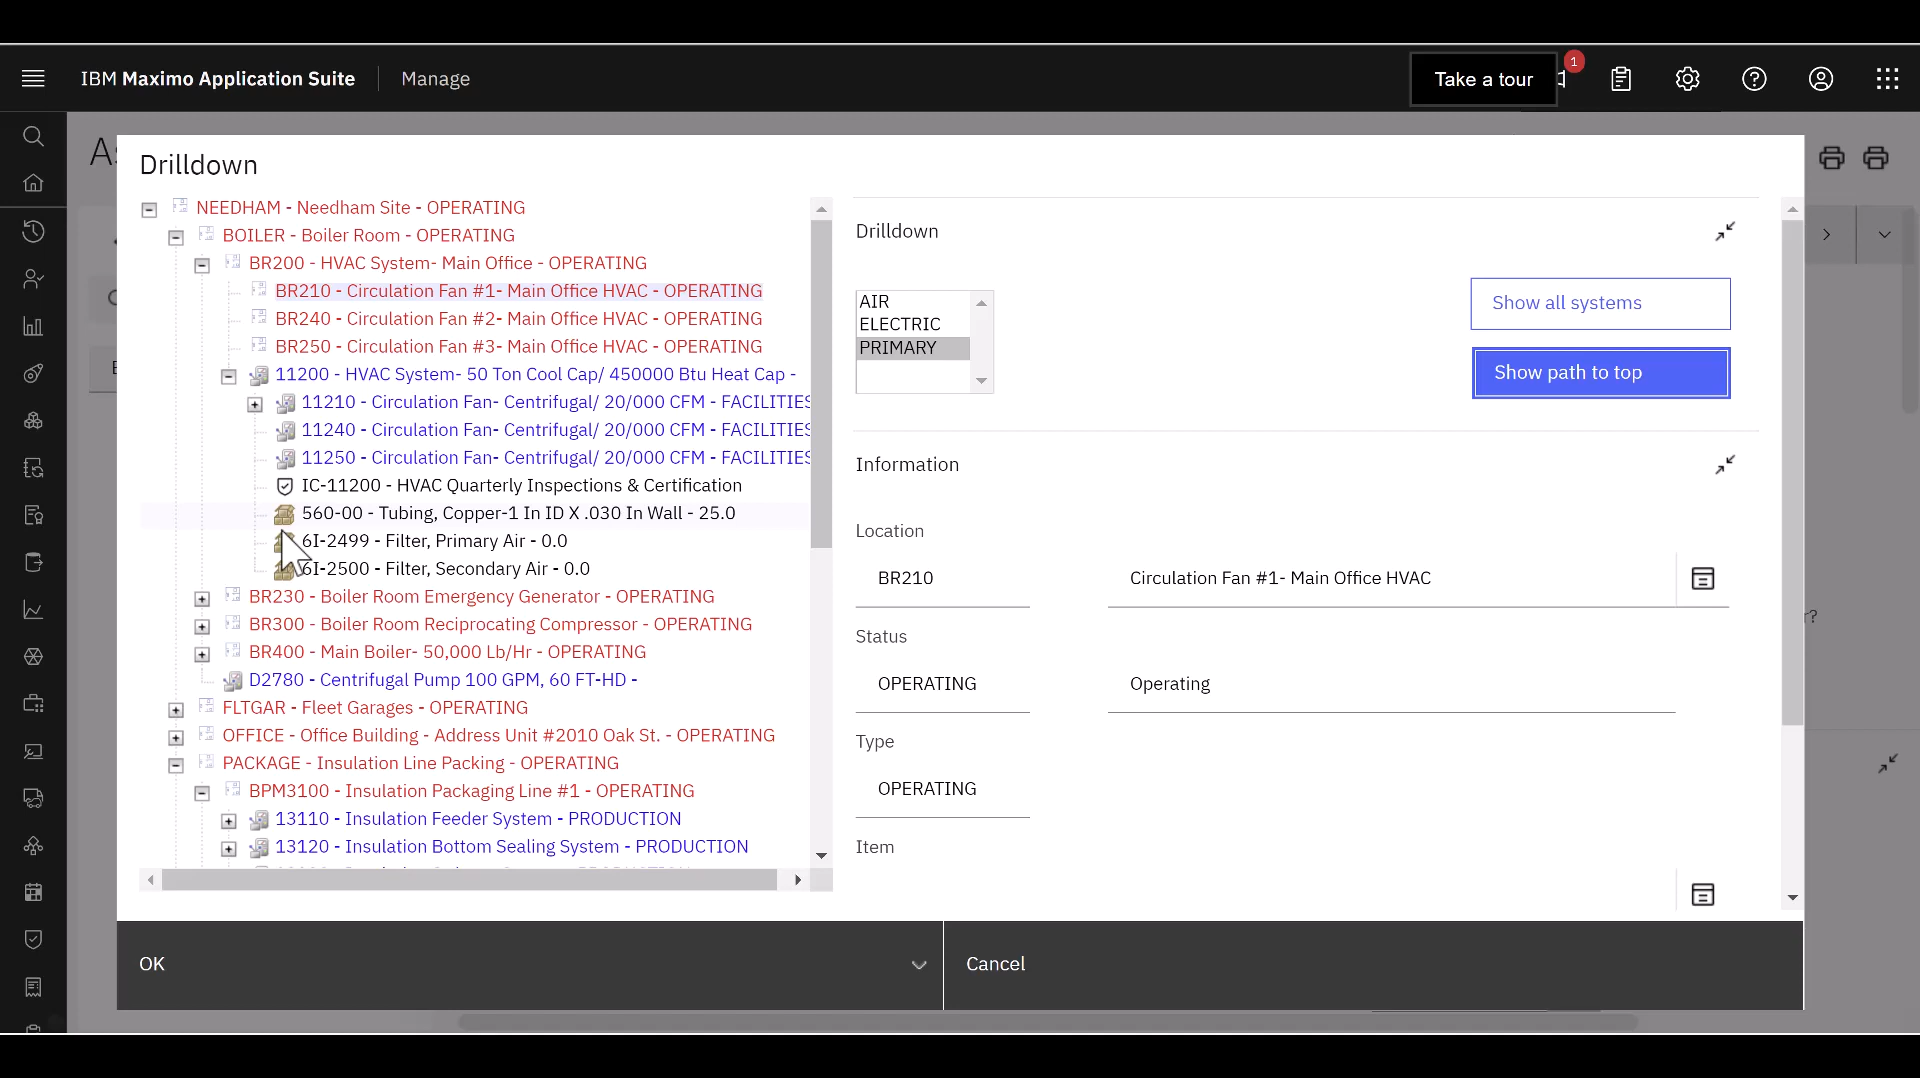 IBM Maximo Application Suite
Manage
Take a tour
1
As
Drilldown
NEEDHAM - Needham Site - OPERATING
BOILER - Boiler Room - OPERATING
BR200 - HVAC System- Main Office - OPERATING
BR210 - Circulation Fan #1- Main Office HVAC - OPERATING
BR240 - Circulation Fan #2- Main Office HVAC - OPERATING
BR250 - Circulation Fan #3- Main Office HVAC - OPERATING
11200 - HVAC System- 50 Ton Cool Cap/ 450000 Btu Heat Cap -
11210 - Circulation Fan- Centrifugal/ 20/000 CFM - FACILITIES
11240 - Circulation Fan- Centrifugal/ 20/000 CFM - FACILITIES
11250 - Circulation Fan- Centrifugal/ 20/000 CFM - FACILITIES
IC-11200 - HVAC Quarterly Inspections & Certification
560-00 - Tubing, Copper-1 In ID X .030 In Wall - 25.0
6I-2499 - Filter, Primary Air - 0.0
6I-2500 - Filter, Secondary Air - 0.0
BR230 - Boiler Room Emergency Generator - OPERATING
BR300 - Boiler Room Reciprocating Compressor - OPERATING
BR400 - Main Boiler- 50,000 Lb/Hr - OPERATING
D2780 - Centrifugal Pump 100 GPM, 60 FT-HD -
FLTGAR - Fleet Garages - OPERATING
OFFICE - Office Building - Address Unit #2010 Oak St. - OPERATING
PACKAGE - Insulation Line Packing - OPERATING
BPM3100 - Insulation Packaging Line #1 - OPERATING
13110 - Insulation Feeder System - PRODUCTION
13120 - Insulation Bottom Sealing System - PRODUCTION
Drilldown
AIR
ELECTRIC
PRIMARY
Show all systems
Show path to top
Information
Location
BR210
Circulation Fan #1- Main Office HVAC
Status
OPERATING
Operating
Type
OPERATING
Item
r?
OK
Cancel